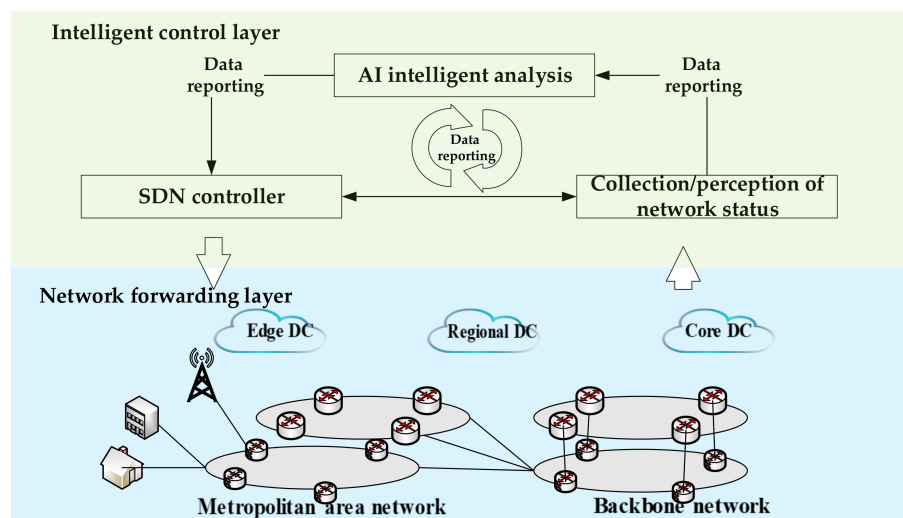 Intelligent control layer
Data
reporting
AI intelligent analysis
Data
reporting
Data
reporting
SDN controller
Collection/perception of
network status
Network forwarding layer
Edge DC
Regional DC
Core DC
Metropolitan area network
Backbone network